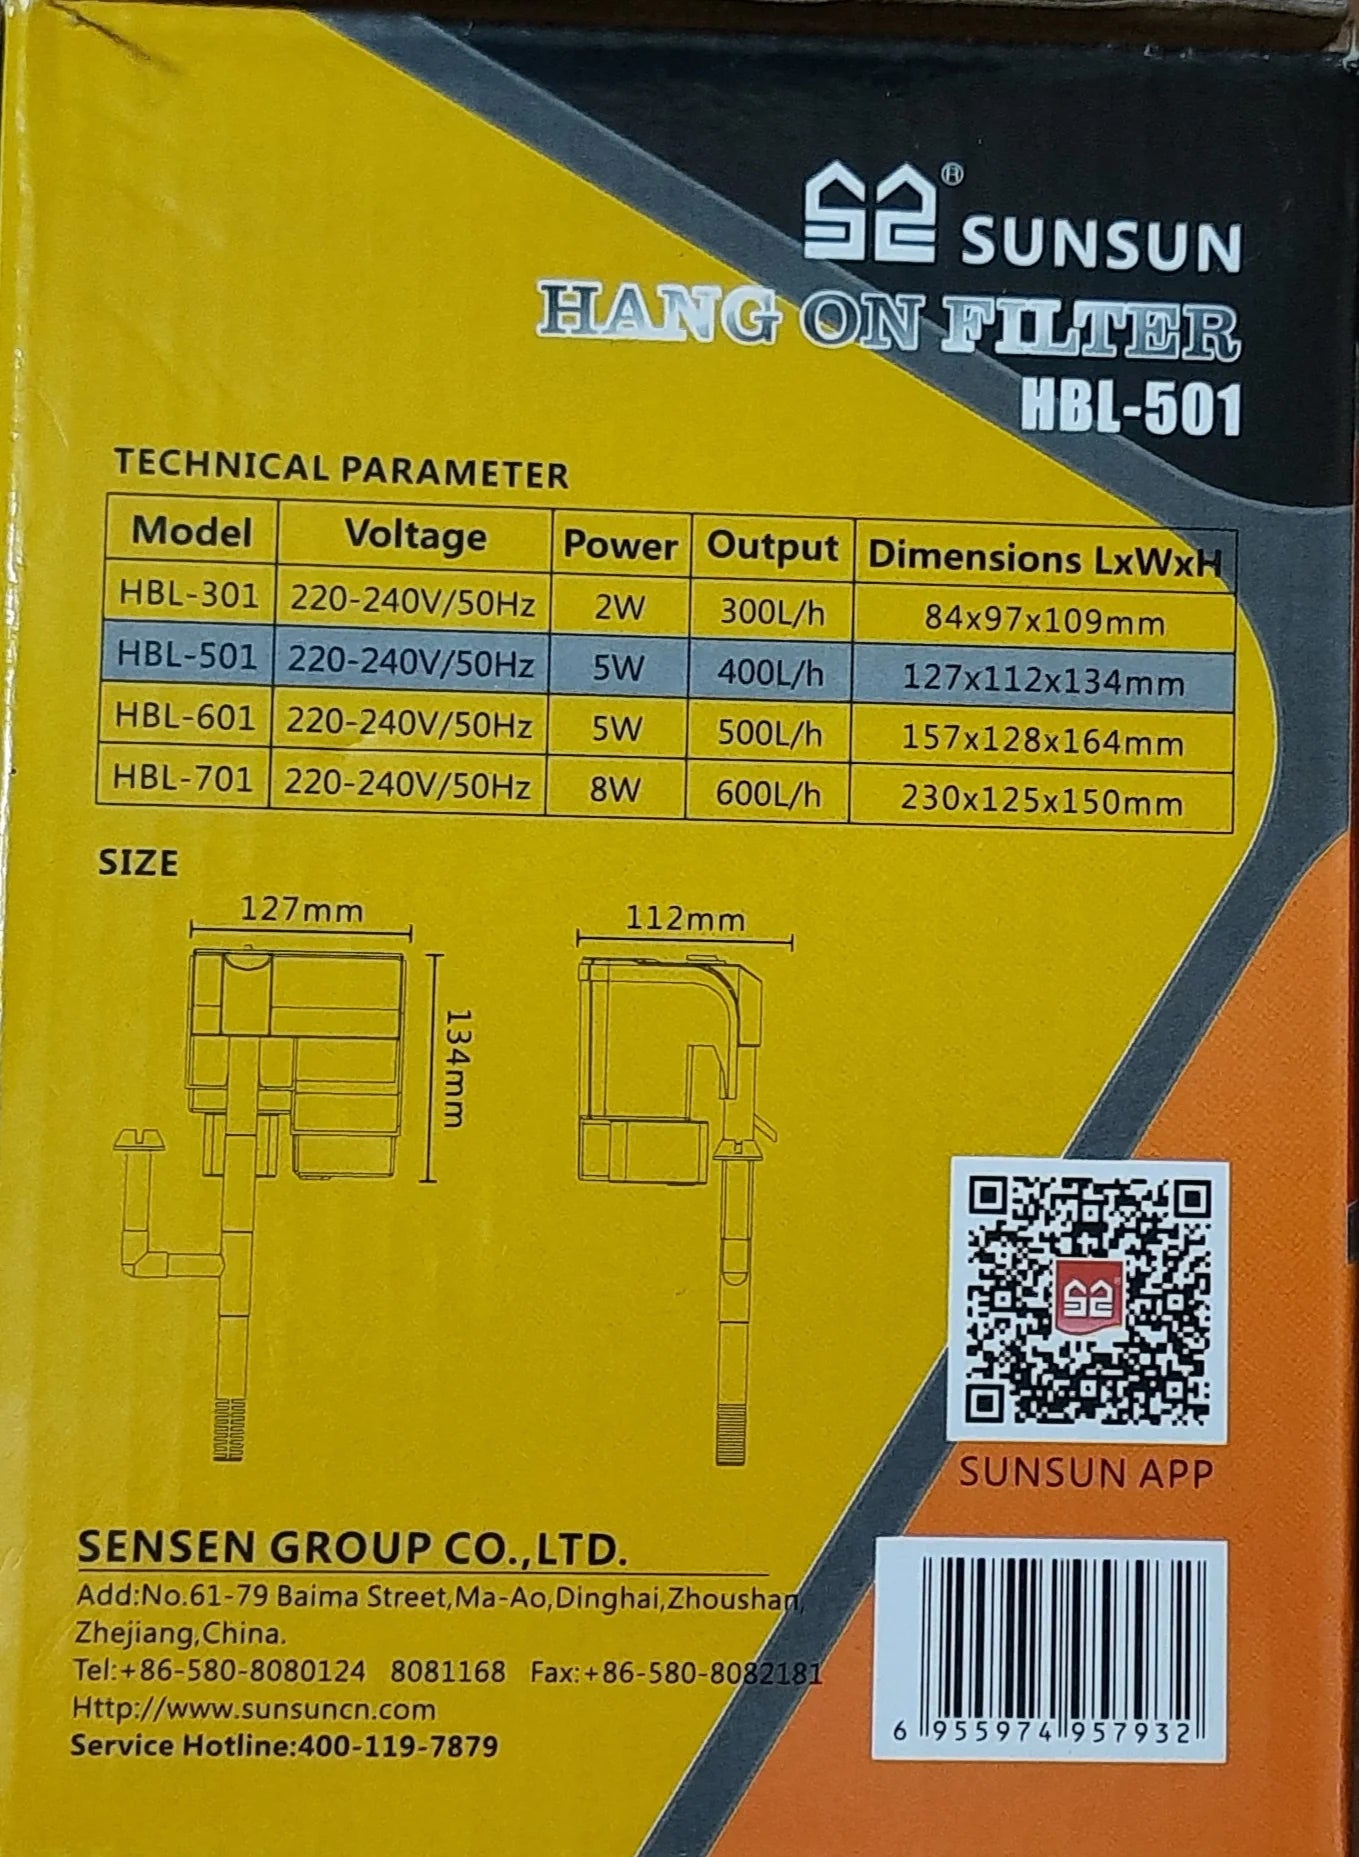 ® SUNSUN
HANG ON FILTER
HBL-501
TECHNICAL PARAMETER
Model Voltage Power Output Dimensions LxWxH
HBL-301 220-240V/50Hz 2W 300L/h 84x97x109mm
HBL-501 220-240V/50Hz 5W 400L/h 127x112x134mm
HBL-601 220-240V/50Hz 5W 500L/h 157x128x164mm
HBL-701 220-240V/50Hz 8W 600L/h 230x125x150mm
SIZE
127mm
134mm
112mm
SUNSUN APP
SENSEN GROUP CO.,LTD.
Add:No.61-79 Baima Street,Ma-Ao,Dinghai,Zhoushan,
Zhejiang,China.
Tel:+86-580-8080124 8081168 Fax:+86-580-8082181
Http://www.sunsuncn.com
Service Hotline:400-119-7879
6 955974 957932